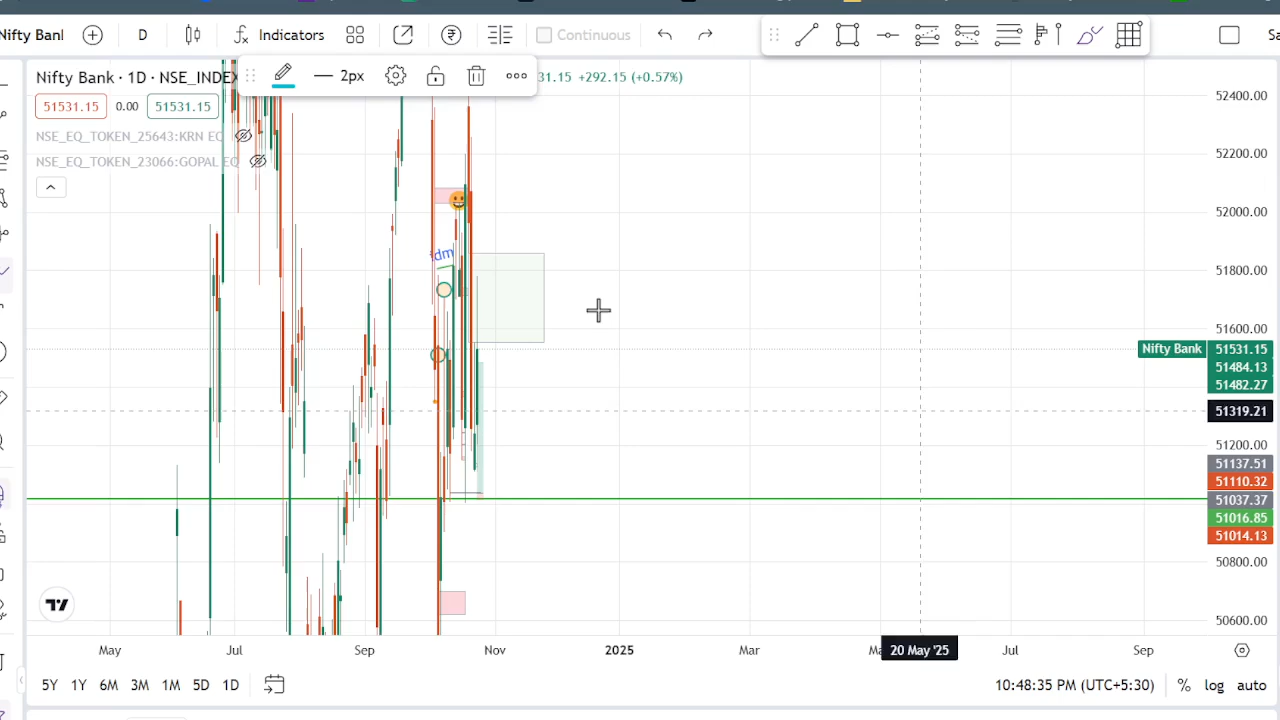 Nifty Banl
D
Indicators
Continuous
Nifty Bank · 1D · NSE_INDEX
2px
31.15 +292.15 (+0.57%)
51531.15 0.00 51531.15
NSE_EQ_TOKEN_25643:KRN EQ
NSE_EQ_TOKEN_23066:GOPAL EQ
idm
52400.00
52200.00
52000.00
51800.00
51600.00
Nifty Bank 51531.15
51484.13
51482.27
51319.21
51200.00
51137.51
51110.32
51037.37
51016.85
51014.13
50800.00
50600.00
May Jul Sep Nov 2025 Mar Ma 20 May '25 Jul Sep
5Y 1Y 6M 3M 1M 5D 1D
10:48:35 PM (UTC+5:30) % log auto